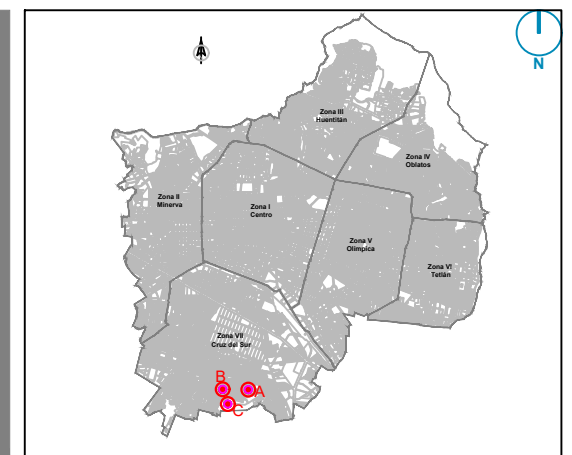 N
Zona III
Huentitán
Zona IV
Oblatos
Zona II
Minerva
Zona I
Centro
Zona V
Olímpica
Zona VI
Tetlán
Zona VII
Cruz del Sur
B
A
C